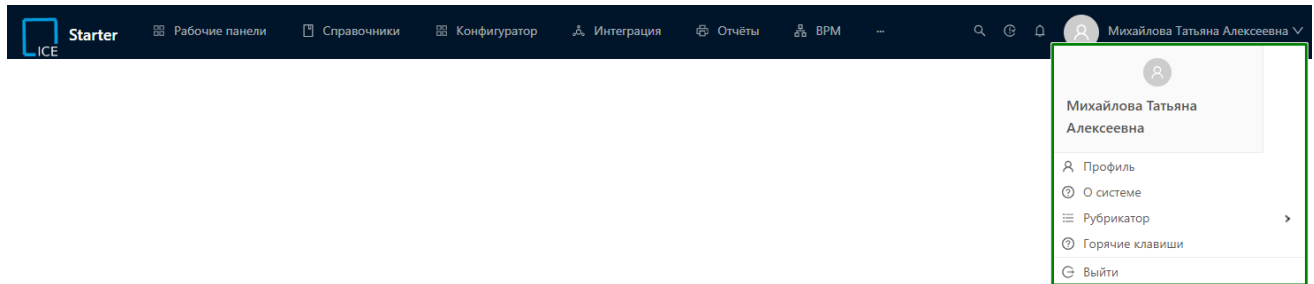 ICE Starter Рабочие панели Справочники Конфигуратор Интеграция Отчёты BPM ... Михайлова Татьяна Алексеевна
Михайлова Татьяна
Алексеевна
Профиль
О системе
Рубрикатор
Горячие клавиши
Выйти